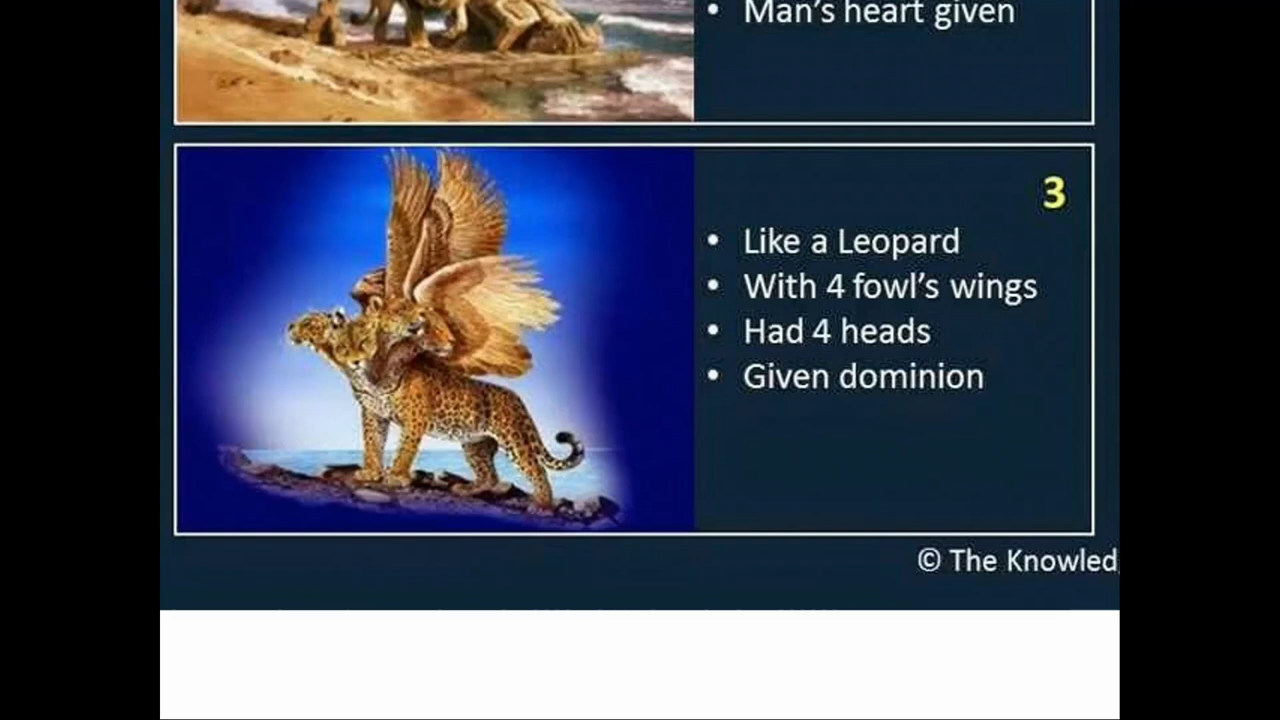 • Man's heart given
3
• Like a Leopard
• With 4 fowl's wings
• Had 4 heads
• Given dominion
© The Knowled